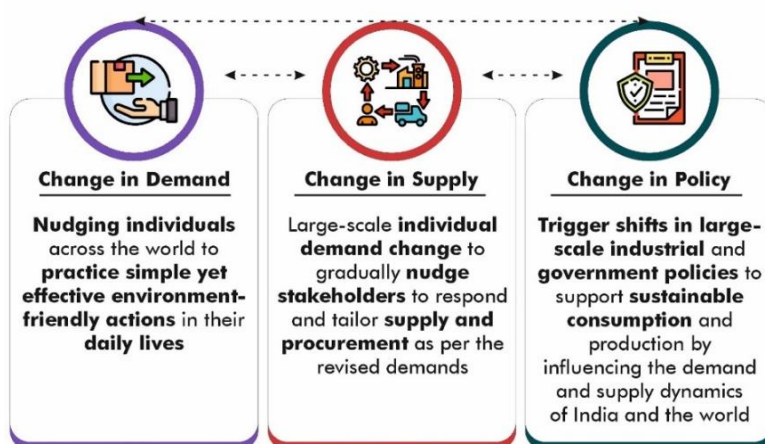 Change in Demand
Nudging individuals
across the world to
practice simple yet
effective environment-
friendly actions in their
daily lives
Change in Supply
Large-scale individual
demand change to
gradually nudge
stakeholders to respond
and tailor supply and
procurement as per the
revised demands
Change in Policy
Trigger shifts in large-
scale industrial and
government policies to
support sustainable
consumption and
production by
influencing the demand
and supply dynamics
of India and the world